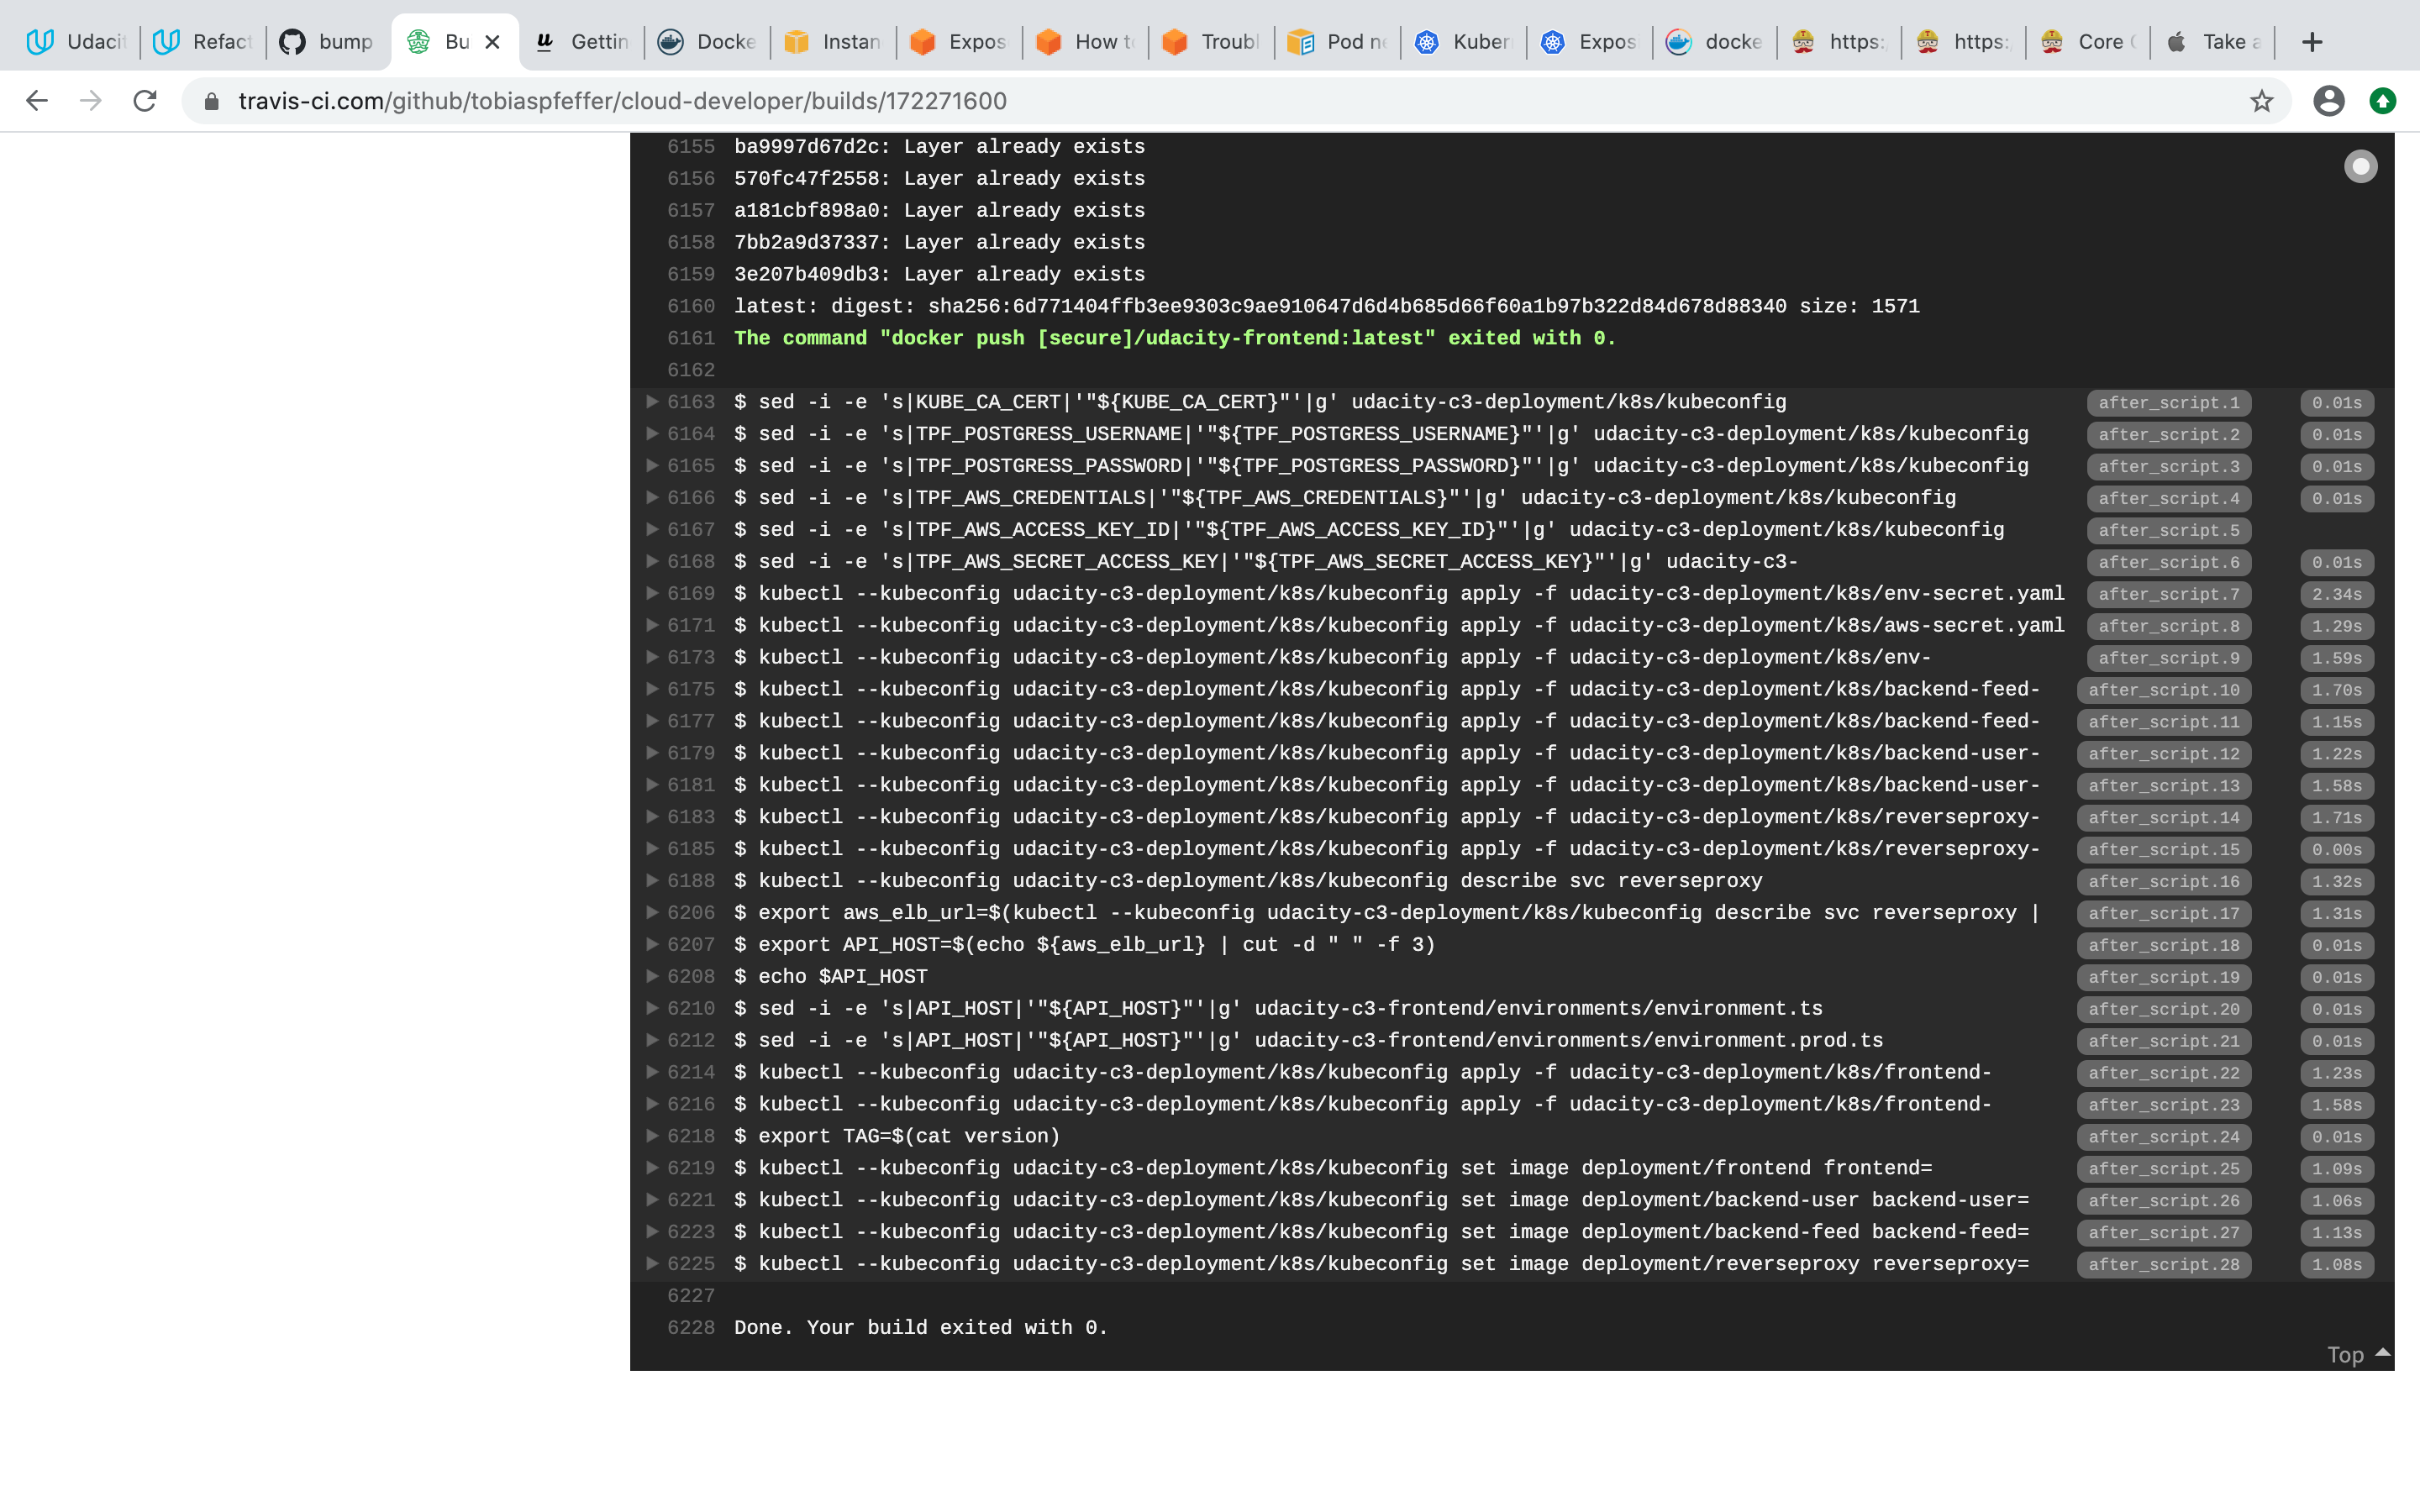 Udaci Refact bump Bu Gettin Docke Instan Expos How t Troubl Pod ne Kuber Expos docke https: https: Core Take a
travis-ci.com/github/tobiaspfeffer/cloud-developer/builds/172271600
6155 ba9997d67d2c: Layer already exists
6156 570fc47f2558: Layer already exists
6157 a181cbf898a0: Layer already exists
6158 7bb2a9d37337: Layer already exists
6159 3e207b409db3: Layer already exists
6160 latest: digest: sha256:6d771404ffb3ee9303c9ae910647d6d4b685d66f60a1b97b322d84d678d88340 size: 1571
6161 The command "docker push [secure]/udacity-frontend:latest" exited with 0.
6162
6163 $ sed -i -e 's|KUBE_CA_CERT|'"${KUBE_CA_CERT}"'|g' udacity-c3-deployment/k8s/kubeconfig after_script.1 0.01s
6164 $ sed -i -e 's|TPF_POSTGRESS_USERNAME|'"${TPF_POSTGRESS_USERNAME}"'|g' udacity-c3-deployment/k8s/kubeconfig after_script.2 0.01s
6165 $ sed -i -e 's|TPF_POSTGRESS_PASSWORD|'"${TPF_POSTGRESS_PASSWORD}"'|g' udacity-c3-deployment/k8s/kubeconfig after_script.3 0.01s
6166 $ sed -i -e 's|TPF_AWS_CREDENTIALS|'"${TPF_AWS_CREDENTIALS}"'|g' udacity-c3-deployment/k8s/kubeconfig after_script.4 0.01s
6167 $ sed -i -e 's|TPF_AWS_ACCESS_KEY_ID|'"${TPF_AWS_ACCESS_KEY_ID}"'|g' udacity-c3-deployment/k8s/kubeconfig after_script.5
6168 $ sed -i -e 's|TPF_AWS_SECRET_ACCESS_KEY|'"${TPF_AWS_SECRET_ACCESS_KEY}"'|g' udacity-c3- after_script.6 0.01s
6169 $ kubectl --kubeconfig udacity-c3-deployment/k8s/kubeconfig apply -f udacity-c3-deployment/k8s/env-secret.yaml after_script.7 2.34s
6171 $ kubectl --kubeconfig udacity-c3-deployment/k8s/kubeconfig apply -f udacity-c3-deployment/k8s/aws-secret.yaml after_script.8 1.29s
6173 $ kubectl --kubeconfig udacity-c3-deployment/k8s/kubeconfig apply -f udacity-c3-deployment/k8s/env- after_script.9 1.59s
6175 $ kubectl --kubeconfig udacity-c3-deployment/k8s/kubeconfig apply -f udacity-c3-deployment/k8s/backend-feed- after_script.10 1.70s
6177 $ kubectl --kubeconfig udacity-c3-deployment/k8s/kubeconfig apply -f udacity-c3-deployment/k8s/backend-feed- after_script.11 1.15s
6179 $ kubectl --kubeconfig udacity-c3-deployment/k8s/kubeconfig apply -f udacity-c3-deployment/k8s/backend-user- after_script.12 1.22s
6181 $ kubectl --kubeconfig udacity-c3-deployment/k8s/kubeconfig apply -f udacity-c3-deployment/k8s/backend-user- after_script.13 1.58s
6183 $ kubectl --kubeconfig udacity-c3-deployment/k8s/kubeconfig apply -f udacity-c3-deployment/k8s/reverseproxy- after_script.14 1.71s
6185 $ kubectl --kubeconfig udacity-c3-deployment/k8s/kubeconfig apply -f udacity-c3-deployment/k8s/reverseproxy- after_script.15 0.00s
6188 $ kubectl --kubeconfig udacity-c3-deployment/k8s/kubeconfig describe svc reverseproxy after_script.16 1.32s
6206 $ export aws_elb_url=$(kubectl --kubeconfig udacity-c3-deployment/k8s/kubeconfig describe svc reverseproxy | after_script.17 1.31s
6207 $ export API_HOST=$(echo ${aws_elb_url} | cut -d " " -f 3) after_script.18 0.01s
6208 $ echo $API_HOST after_script.19 0.01s
6210 $ sed -i -e 's|API_HOST|'"${API_HOST}"'|g' udacity-c3-frontend/environments/environment.ts after_script.20 0.01s
6212 $ sed -i -e 's|API_HOST|'"${API_HOST}"'|g' udacity-c3-frontend/environments/environment.prod.ts after_script.21 0.01s
6214 $ kubectl --kubeconfig udacity-c3-deployment/k8s/kubeconfig apply -f udacity-c3-deployment/k8s/frontend- after_script.22 1.23s
6216 $ kubectl --kubeconfig udacity-c3-deployment/k8s/kubeconfig apply -f udacity-c3-deployment/k8s/frontend- after_script.23 1.58s
6218 $ export TAG=$(cat version) after_script.24 0.01s
6219 $ kubectl --kubeconfig udacity-c3-deployment/k8s/kubeconfig set image deployment/frontend frontend= after_script.25 1.09s
6221 $ kubectl --kubeconfig udacity-c3-deployment/k8s/kubeconfig set image deployment/backend-user backend-user= after_script.26 1.06s
6223 $ kubectl --kubeconfig udacity-c3-deployment/k8s/kubeconfig set image deployment/backend-feed backend-feed= after_script.27 1.13s
6225 $ kubectl --kubeconfig udacity-c3-deployment/k8s/kubeconfig set image deployment/reverseproxy reverseproxy= after_script.28 1.08s
6227
6228 Done. Your build exited with 0.
Top